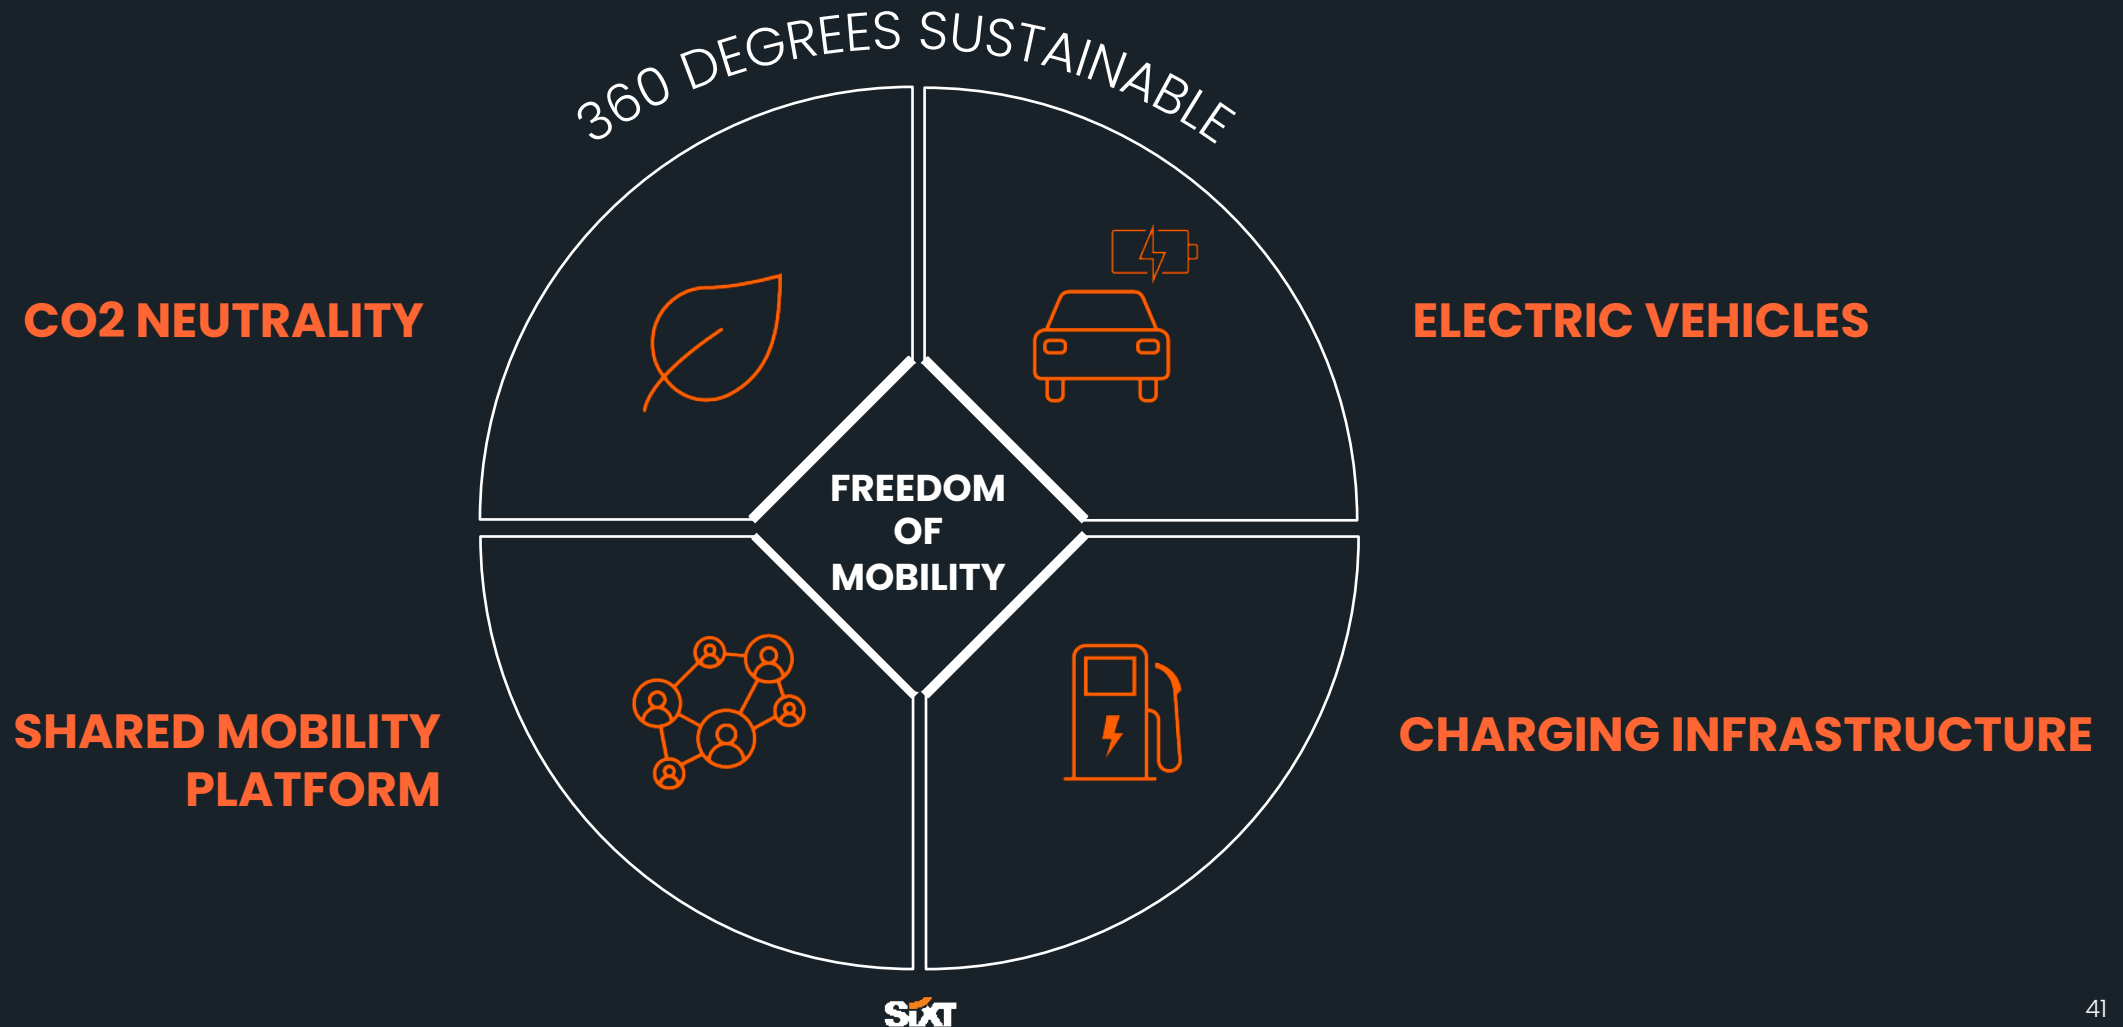 360 DEGREES SUSTAINABLE
CO2 NEUTRALITY
ELECTRIC VEHICLES
FREEDOM
OF
MOBILITY
SHARED MOBILITY
PLATFORM
CHARGING INFRASTRUCTURE
SiXT
41